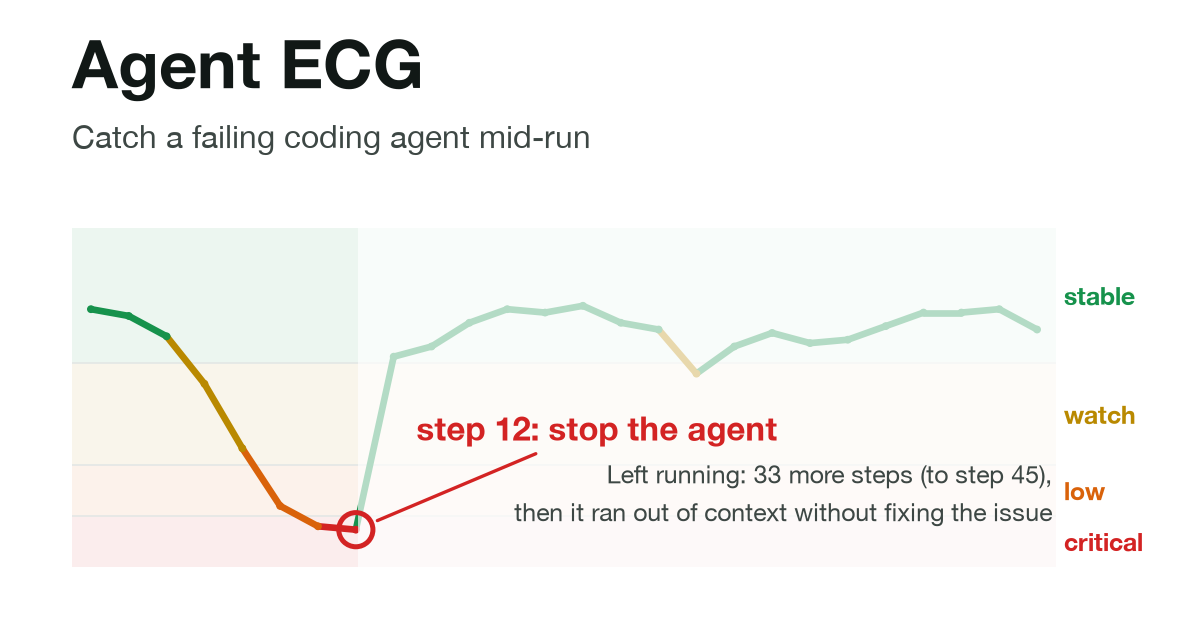 Agent ECG
Catch a failing coding agent mid-run
stable
watch
step 12: stop the agent
Left running: 33 more steps (to step 45),
low
then it ran out of context without fixing the issue
critical